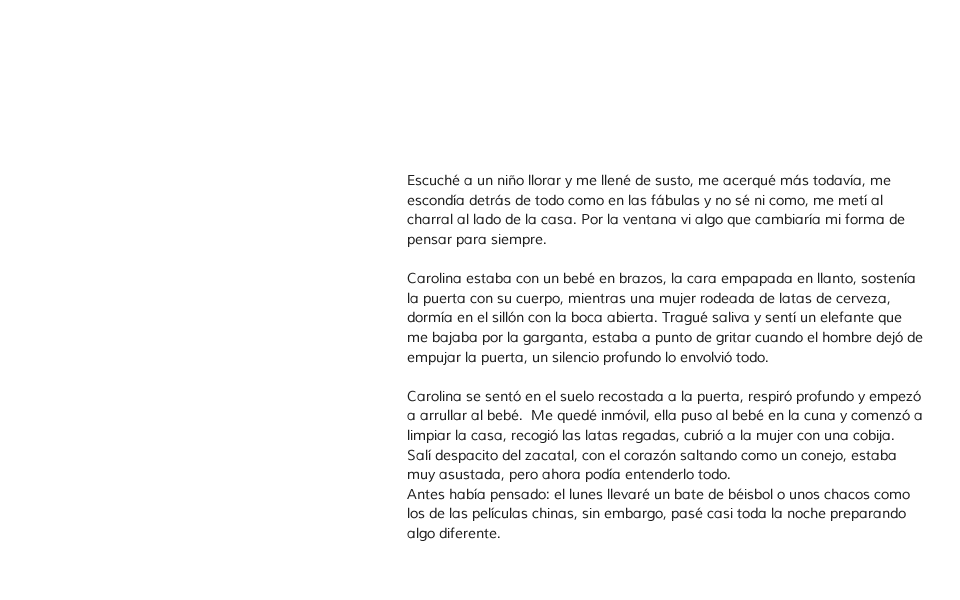 Escuché a un niño llorar y me llené de susto, me acerqué más todavía, me
escondía detrás de todo como en las fábulas y no sé ni como, me metí al
charral al lado de la casa. Por la ventana vi algo que cambiaría mi forma de
pensar para siempre.
Carolina estaba con un bebé en brazos, la cara empapada en llanto, sostenía
la puerta con su cuerpo, mientras una mujer rodeada de latas de cerveza,
dormía en el sillón con la boca abierta. Tragué saliva y sentí un elefante que
me bajaba por la garganta, estaba a punto de gritar cuando el hombre dejó de
empujar la puerta, un silencio profundo lo envolvió todo.
Carolina se sentó en el suelo recostada a la puerta, respiró profundo y empezó
a arrullar al bebé.  Me quedé inmóvil, ella puso al bebé en la cuna y comenzó a
limpiar la casa, recogió las latas regadas, cubrió a la mujer con una cobija.
Salí despacito del zacatal, con el corazón saltando como un conejo, estaba
muy asustada, pero ahora podía entenderlo todo.
Antes había pensado: el lunes llevaré un bate de béisbol o unos chacos como
los de las películas chinas, sin embargo, pasé casi toda la noche preparando
algo diferente.